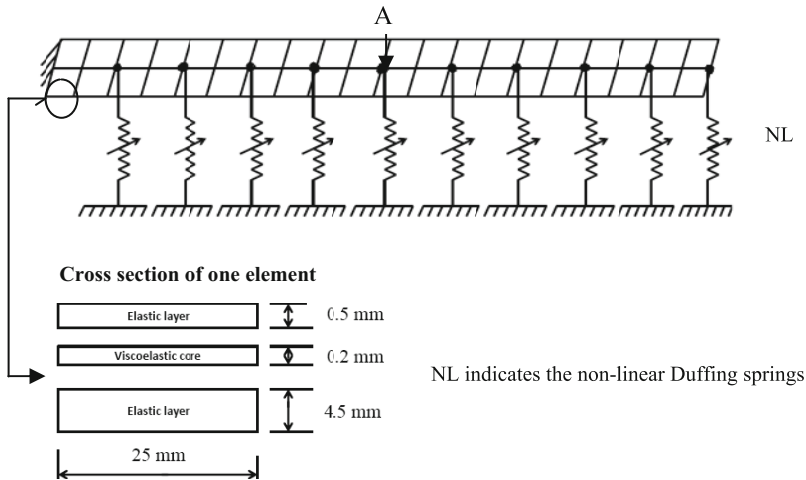 A
NL
Cross section of one element
Elastic layer
0.5 mm
Viscoelastic core
0.2 mm
NL indicates the non-linear Duffing springs
Elastic layer
4.5 mm
25 mm